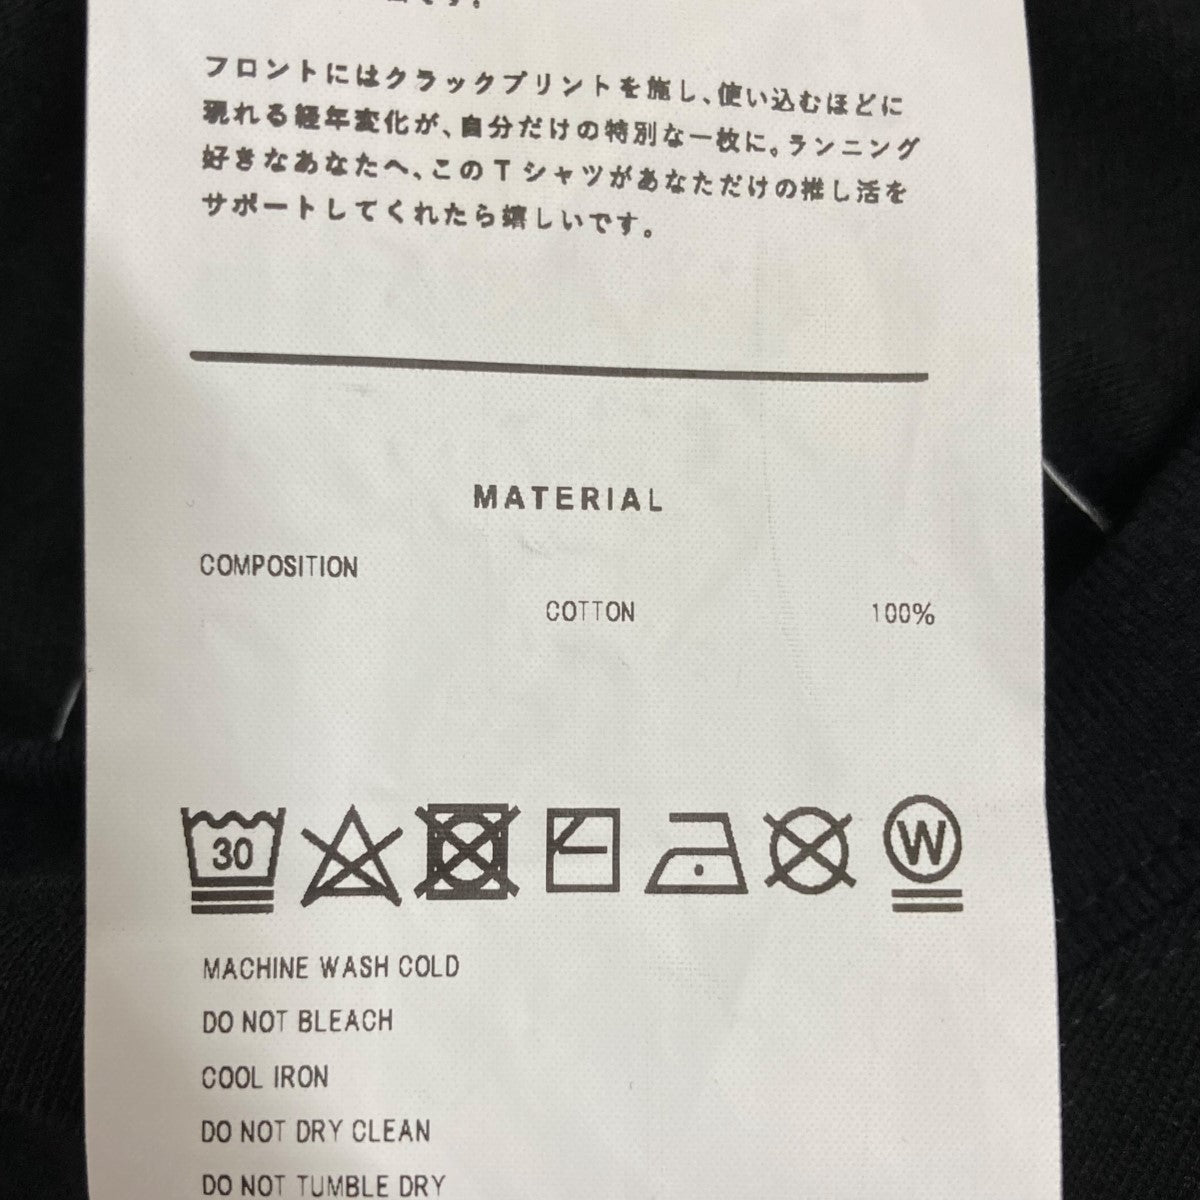 です。
フロントにはクラックプリントを施し、使い込むほどに
現れる経年変化が、自分だけの特別な一枚に。ランニング
好きなあなたへ、このTシャツがあなただけの推し活を
サポートしてくれたら嬉しいです。
MATERIAL
COMPOSITION
COTTON 100%
30 W
MACHINE WASH COLD
DO NOT BLEACH
COOL IRON
DO NOT DRY CLEAN
DO NOT TUMBLE DRY